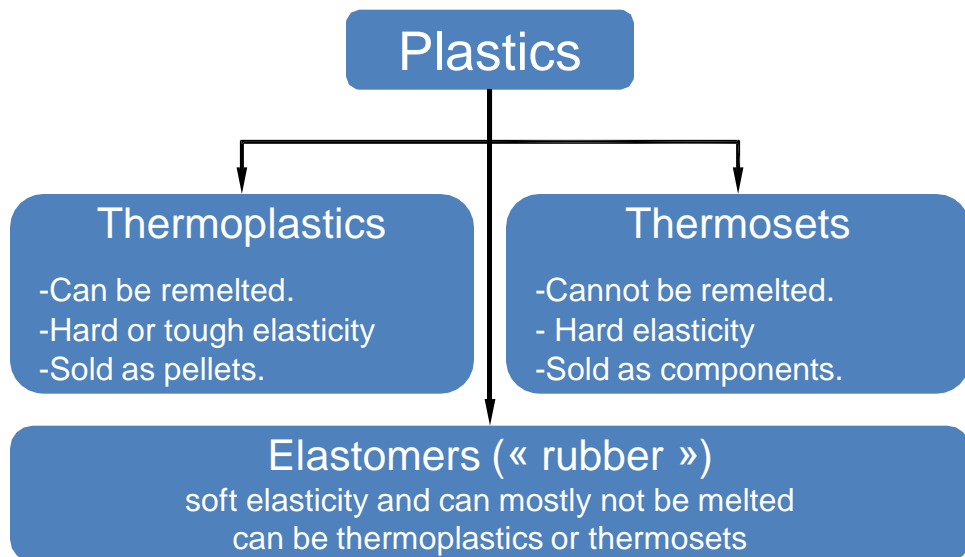 Plastics
Thermoplastics
-Can be remelted.
-Hard or tough elasticity
-Sold as pellets.
Thermosets
-Cannot be remelted.
- Hard elasticity
-Sold as components.
Elastomers (« rubber »)
soft elasticity and can mostly not be melted
can be thermoplastics or thermosets